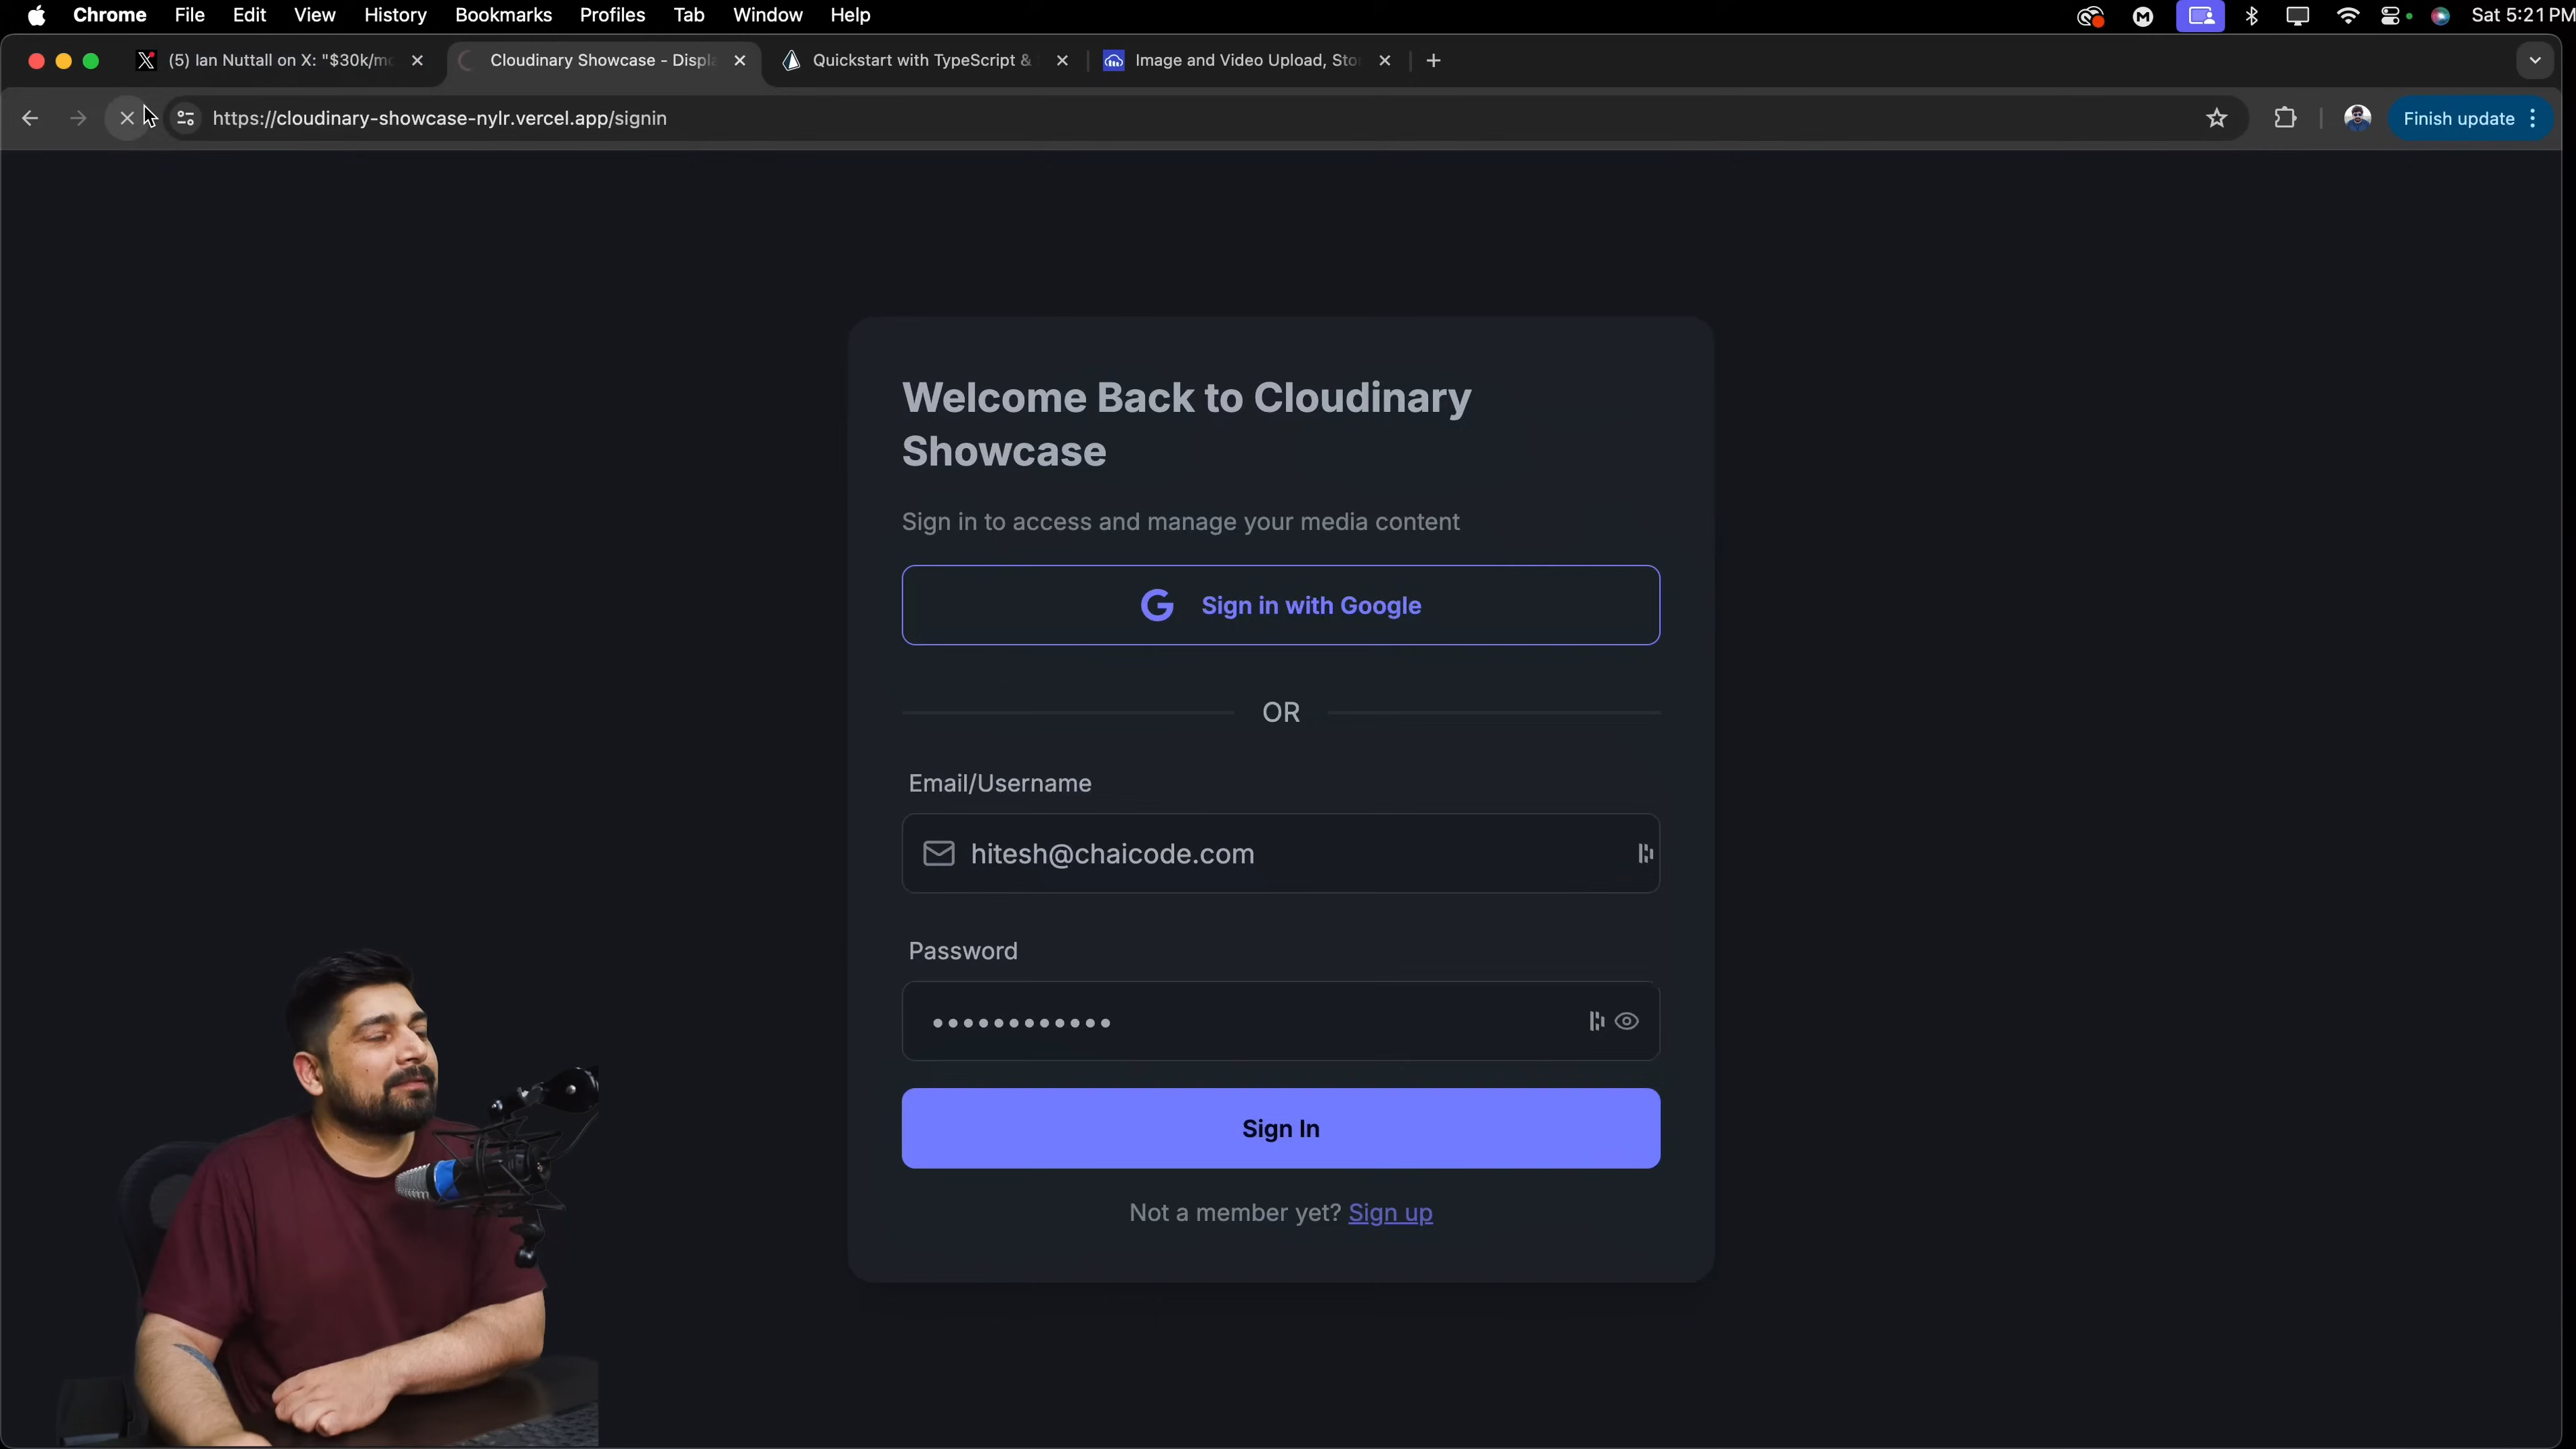 Chrome File Edit View History Bookmarks Profiles Tab Window Help Sat 5:21 PM
(5) Ian Nuttall on X: "$30k/mo Cloudinary Showcase - Displa Quickstart with TypeScript & Image and Video Upload, Sto
https://cloudinary-showcase-nylr.vercel.app/signin Finish update
Welcome Back to Cloudinary
Showcase
Sign in to access and manage your media content
Sign in with Google
OR
Email/Username
hitesh@chaicode.com
Password
Sign In
Not a member yet? Sign up